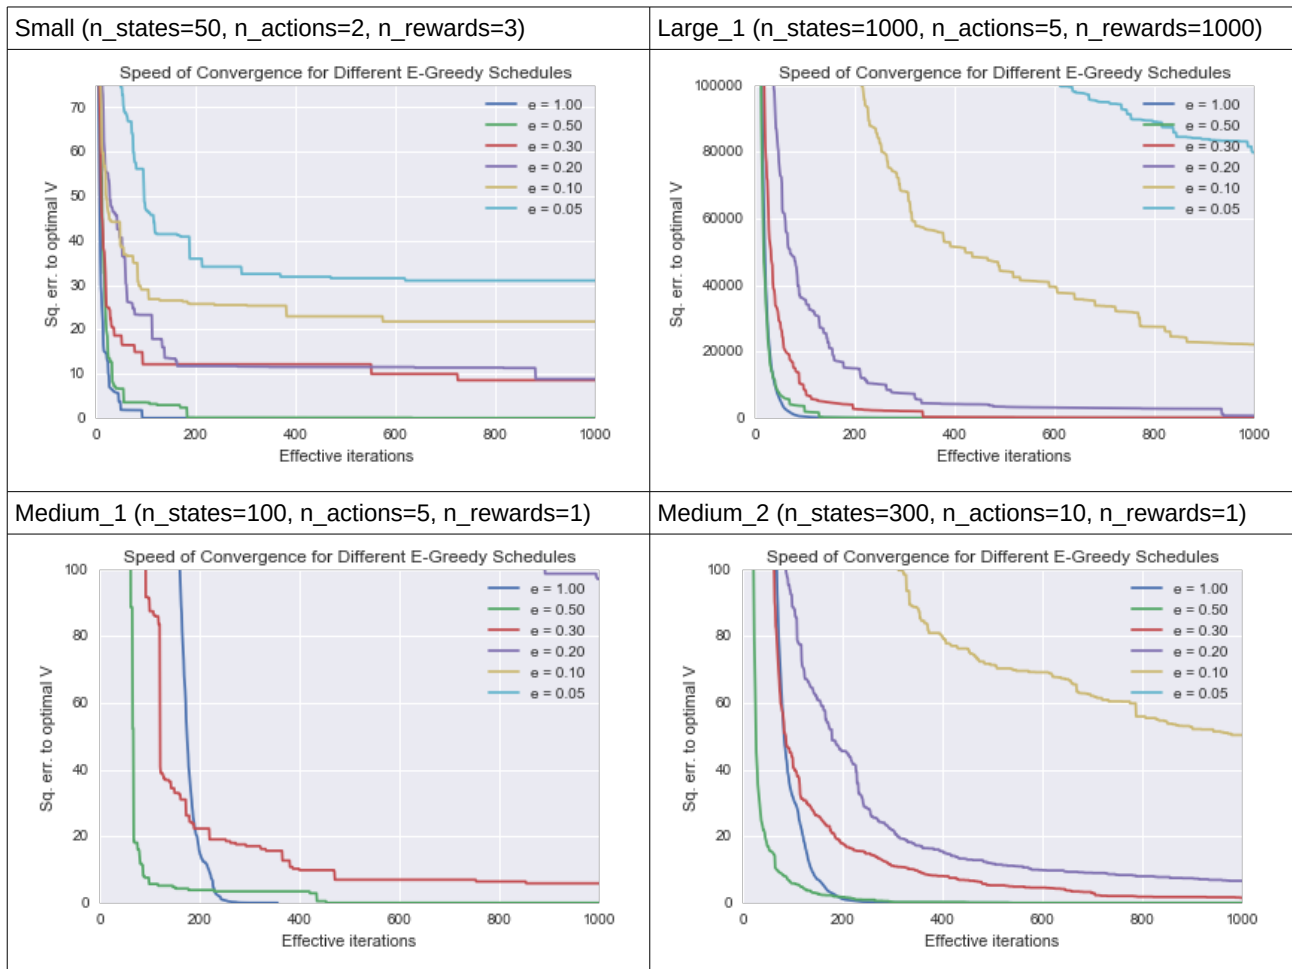 Small (n_states=50, n_actions=2, n_rewards=3)
Speed of Convergence for Different E-Greedy Schedules
70
60
50
40
30
20
10
0
Sq. err. to optimal V
e = 1.00
e = 0.50
e = 0.30
e = 0.20
e = 0.10
e = 0.05
0 200 400 600 800 1000
Effective iterations
Large_1 (n_states=1000, n_actions=5, n_rewards=1000)
Speed of Convergence for Different E-Greedy Schedules
100000
80000
60000
40000
20000
0
Sq. err. to optimal V
e = 1.00
e = 0.50
e = 0.30
e = 0.20
e = 0.10
e = 0.05
0 200 400 600 800 1000
Effective iterations
Medium_1 (n_states=100, n_actions=5, n_rewards=1)
Speed of Convergence for Different E-Greedy Schedules
100
80
60
40
20
0
Sq. err. to optimal V
e = 1.00
e = 0.50
e = 0.30
e = 0.20
e = 0.10
e = 0.05
0 200 400 600 800 1000
Effective iterations
Medium_2 (n_states=300, n_actions=10, n_rewards=1)
Speed of Convergence for Different E-Greedy Schedules
100
80
60
40
20
0
Sq. err. to optimal V
e = 1.00
e = 0.50
e = 0.30
e = 0.20
e = 0.10
e = 0.05
0 200 400 600 800 1000
Effective iterations